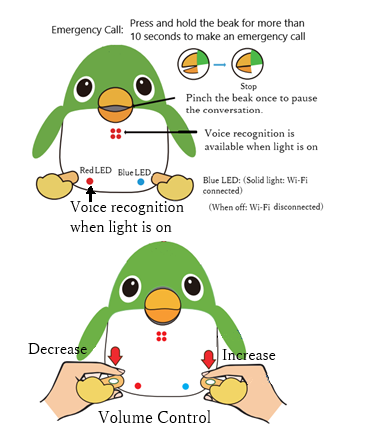 Emergency Call: Press and hold the beak for more than
10 seconds to make an emergency call
Stop
Pinch the beak once to pause
the conversation.
Voice recognition is
available when light is on
Red LED
Blue LED
Blue LED: (Solid light: Wi-Fi
connected)
(When off: Wi-Fi disconnected)
Voice recognition
when light is on
Decrease
Increase
Volume Control